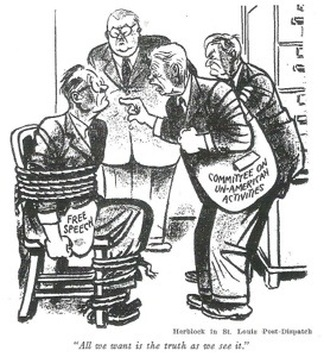 FREE
SPEECH
COMMITTEE ON
UN-AMERICAN
ACTIVITIES
Herblock in St. Louis Post-Dispatch
"All we want is the truth as we see it."